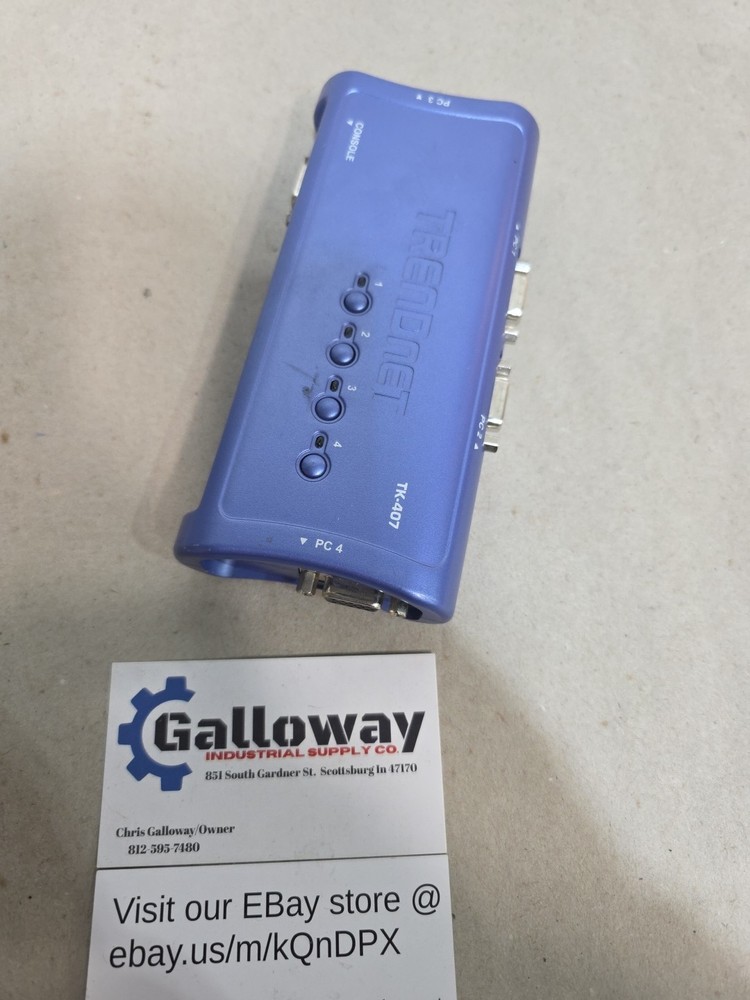 PC 3 ▼
CONSOLE ▼
▲ PC 1
TRENDNET
1
2
3
4
PC 2 ▲
TK-407
▼ PC 4
Galloway
INDUSTRIAL SUPPLY CO.
851 South Gardner St. Scottsburg In 47170
Chris Galloway/Owner
812-595-7480
Visit our EBay store @
ebay.us/m/kQnDPX